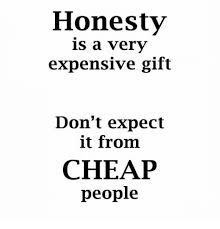 Honesty
is a very
expensive gift
Don't expect
it from
CHEAP
people